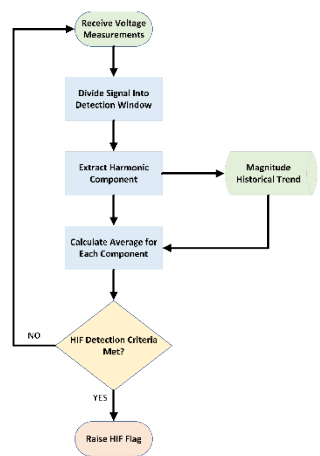 Receive Voltage
Measurements
Divide Signal Into
Detection Window
Extract Harmonic
Component
Magnitude
Historical Trend
Calculate Average for
Each Component
HIF Detection Criteria
Met?
NO
YES
Raise HIF Flag